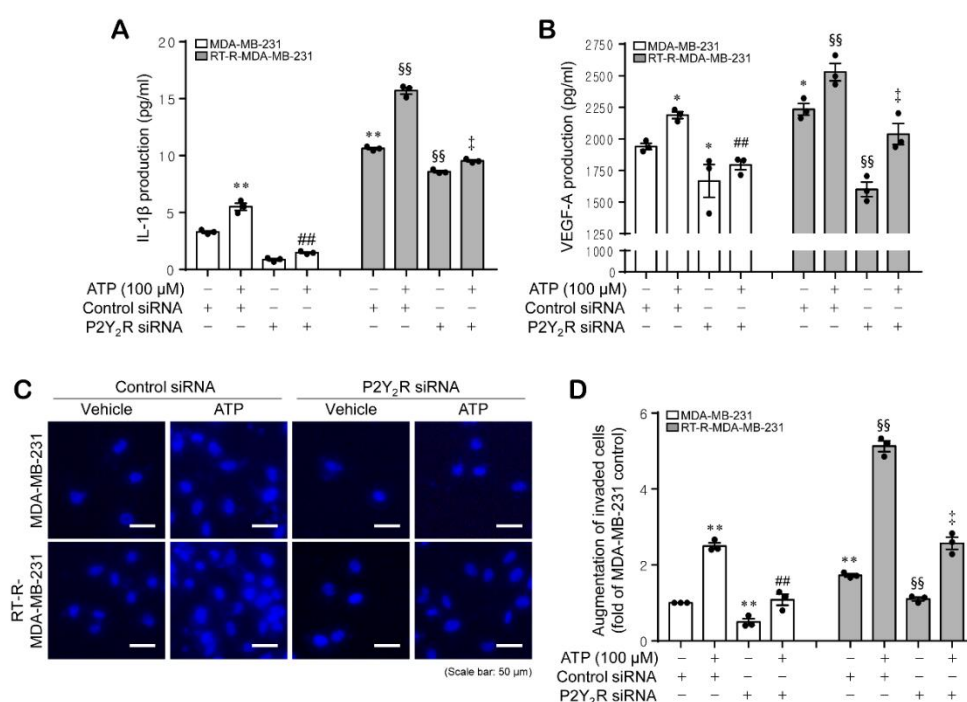 A
MDA-MB-231
RT-R-MDA-MB-231
IL-1β production (pg/ml)
20
15
10
5
0
**
##
**
§§
§§
‡
ATP (100 µM) – + – + – + – +
Control siRNA + + – – + + – –
P2Y₂R siRNA – – + + – – + +
B
MDA-MB-231
RT-R-MDA-MB-231
VEGF-A production (pg/ml)
2750
2500
2250
2000
1750
1500
1250
1000
0
*
*
##
*
§§
§§
‡
ATP (100 µM) – + – + – + – +
Control siRNA + + – – + + – –
P2Y₂R siRNA – – + + – – + +
C
Control siRNA P2Y₂R siRNA
Vehicle ATP Vehicle ATP
MDA-MB-231
RT-R-
MDA-MB-231
(Scale bar: 50 µm)
D
MDA-MB-231
RT-R-MDA-MB-231
Augmentation of invaded cells
(fold of MDA-MB-231 control)
6
4
2
0
**
**
##
**
§§
§§
‡
ATP (100 µM) – + – + – + – +
Control siRNA + + – – + + – –
P2Y₂R siRNA – – + + – – + +